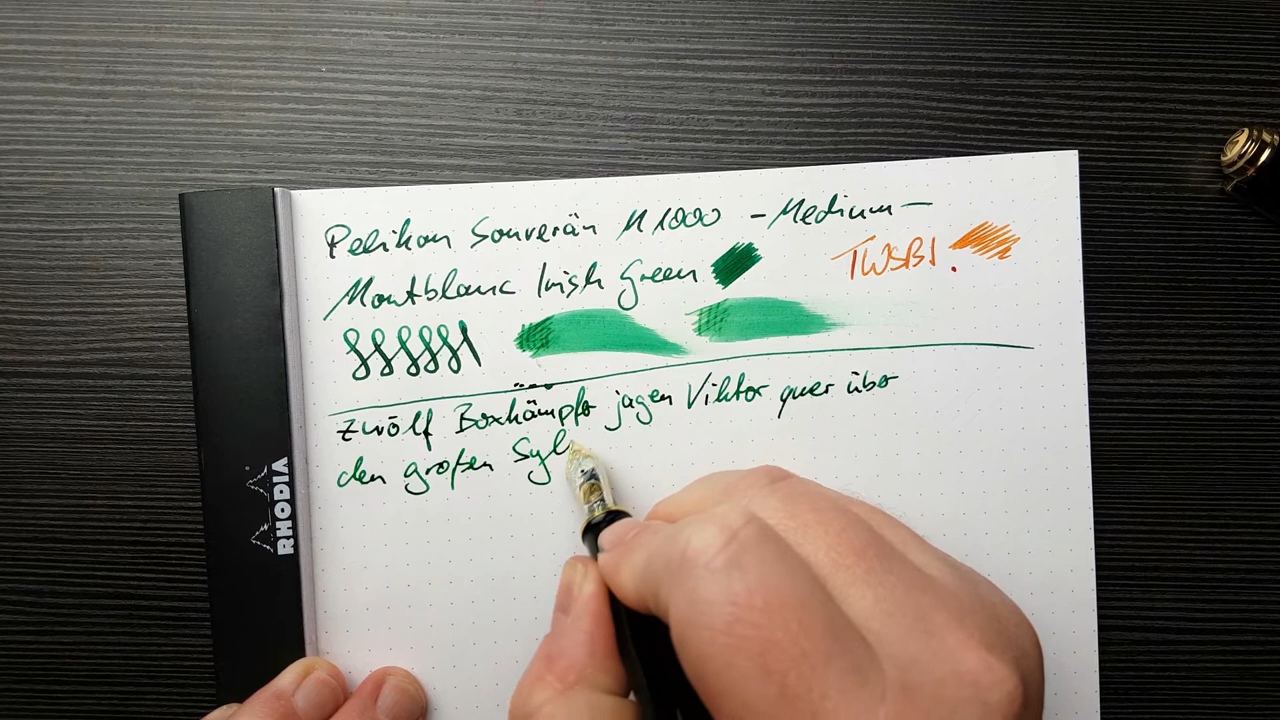 Pelikan Souverän M1000 - Medium -
Montblanc Irish Green
TWSBI.
zwölf Boxkämpfer jagen Viktor quer über
den großen Syl
RHODIA